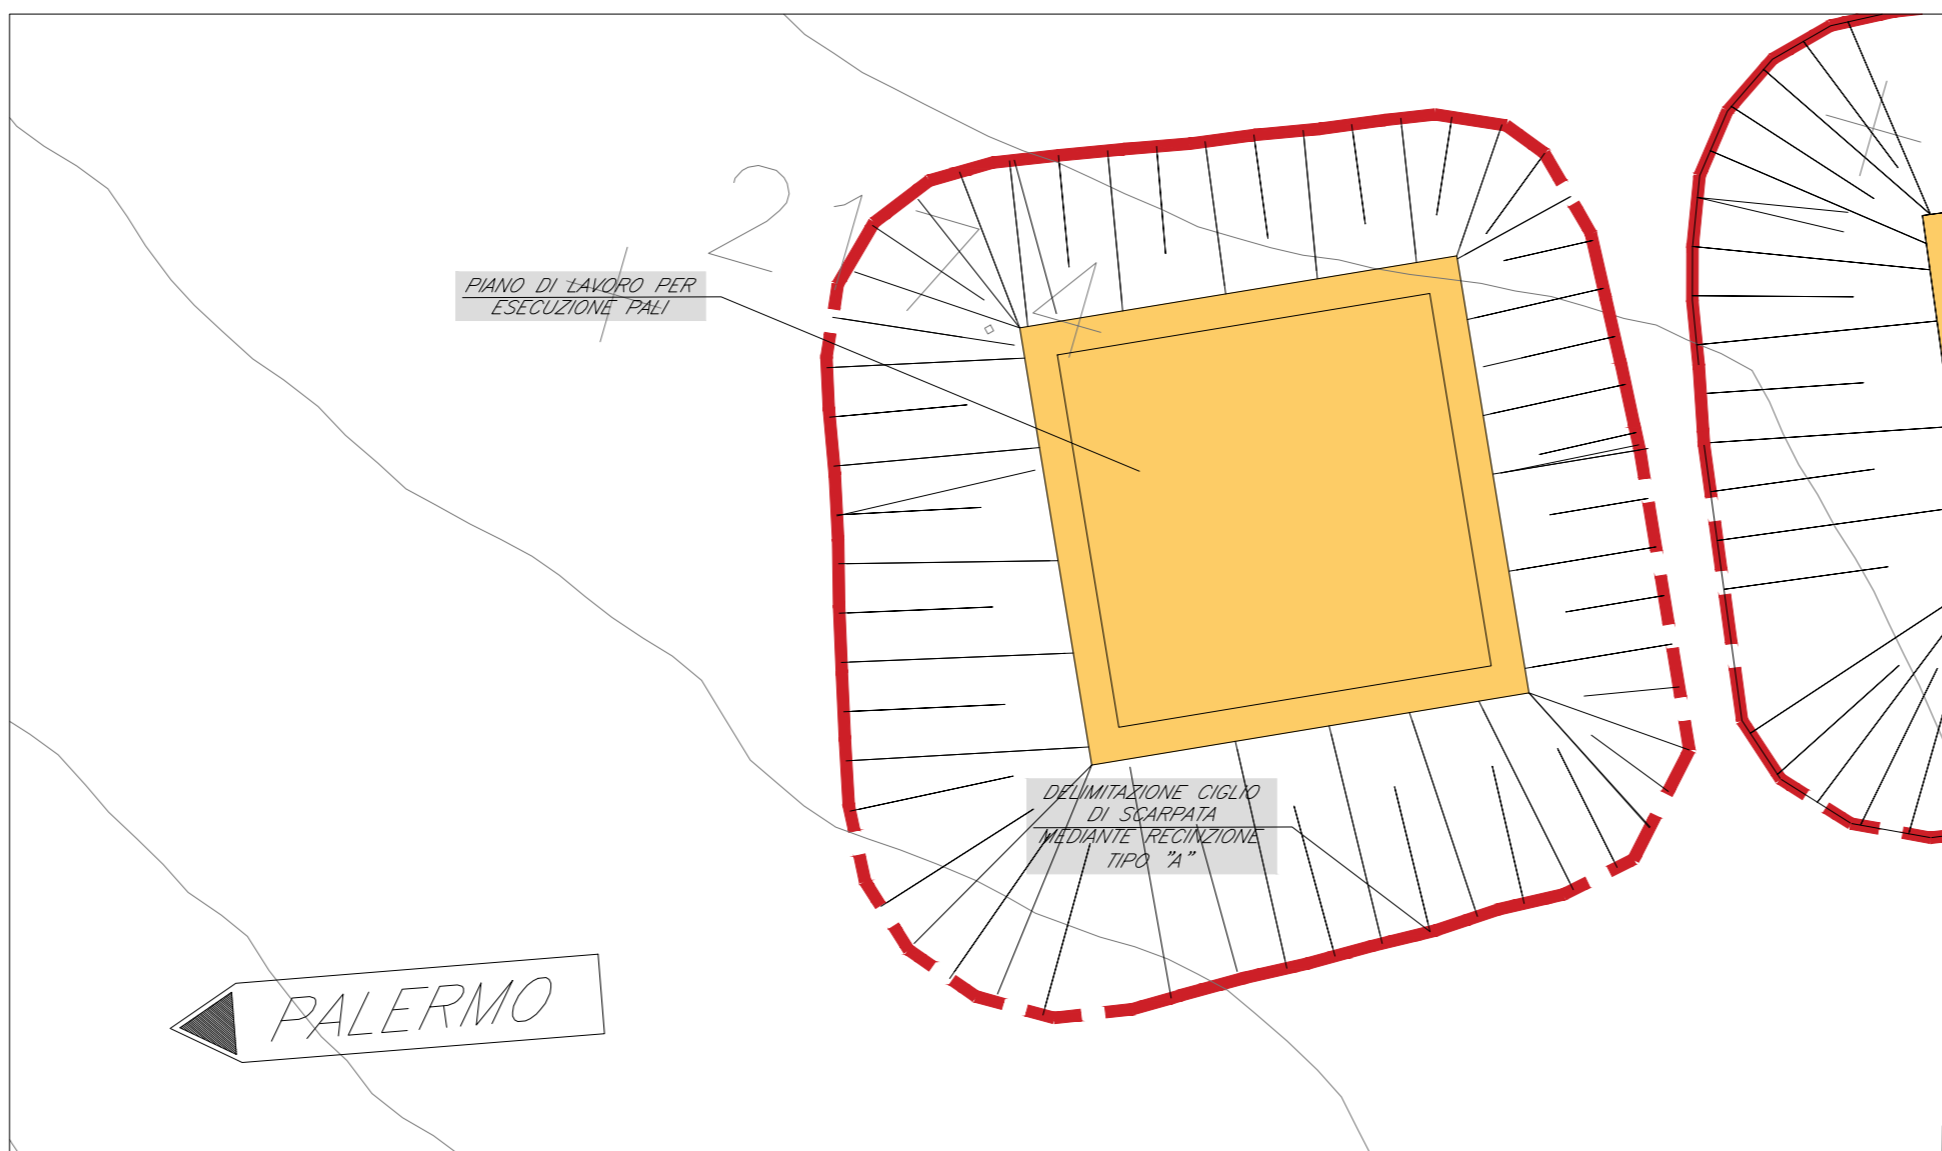 PIANO DI LAVORO PER
ESECUZIONE PALI
DELIMITAZIONE CIGLIO
DI SCARPATA
MEDIANTE RECINZIONE
TIPO "A"
PALERMO